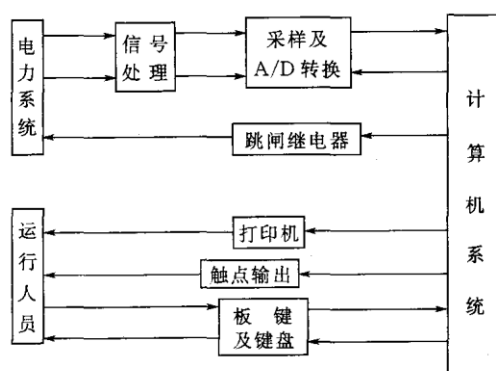 电力系统
信号
处理
采样及
A/D转换
跳闸继电器
计算机系统
运行人员
打印机
触点输出
板键
及键盘